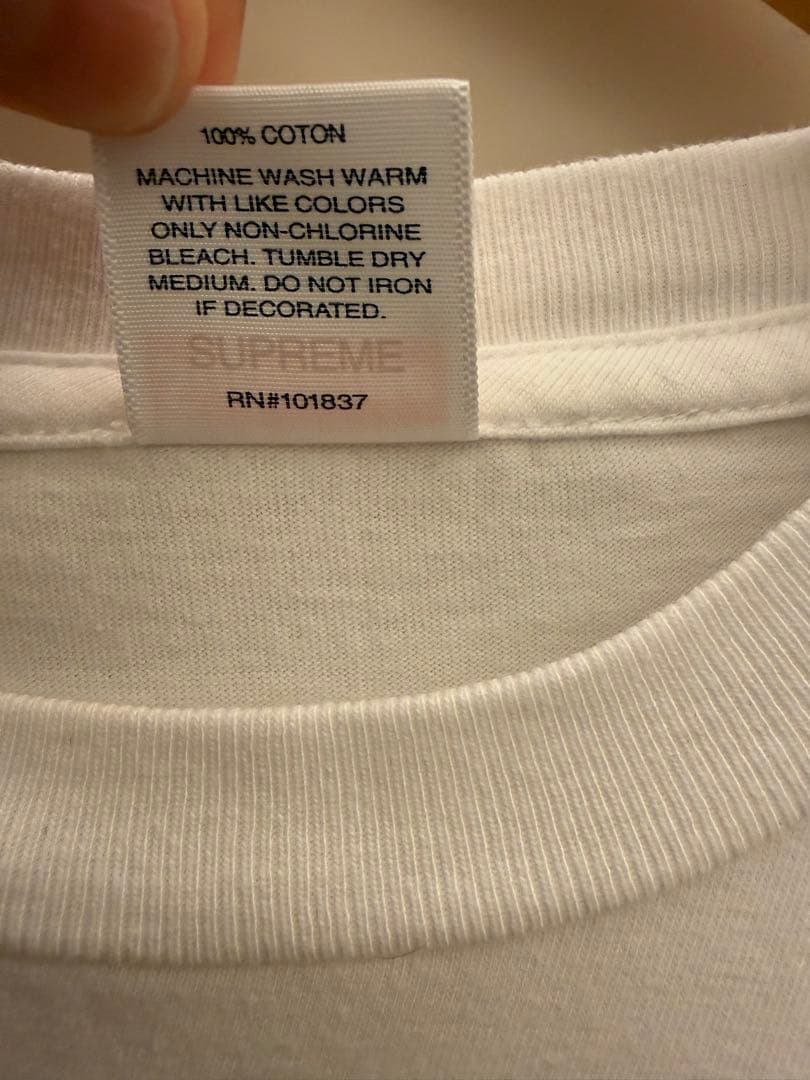 100% COTON
MACHINE WASH WARM
WITH LIKE COLORS
ONLY NON-CHLORINE
BLEACH. TUMBLE DRY
MEDIUM. DO NOT IRON
IF DECORATED.
SUPREME
RN#101837